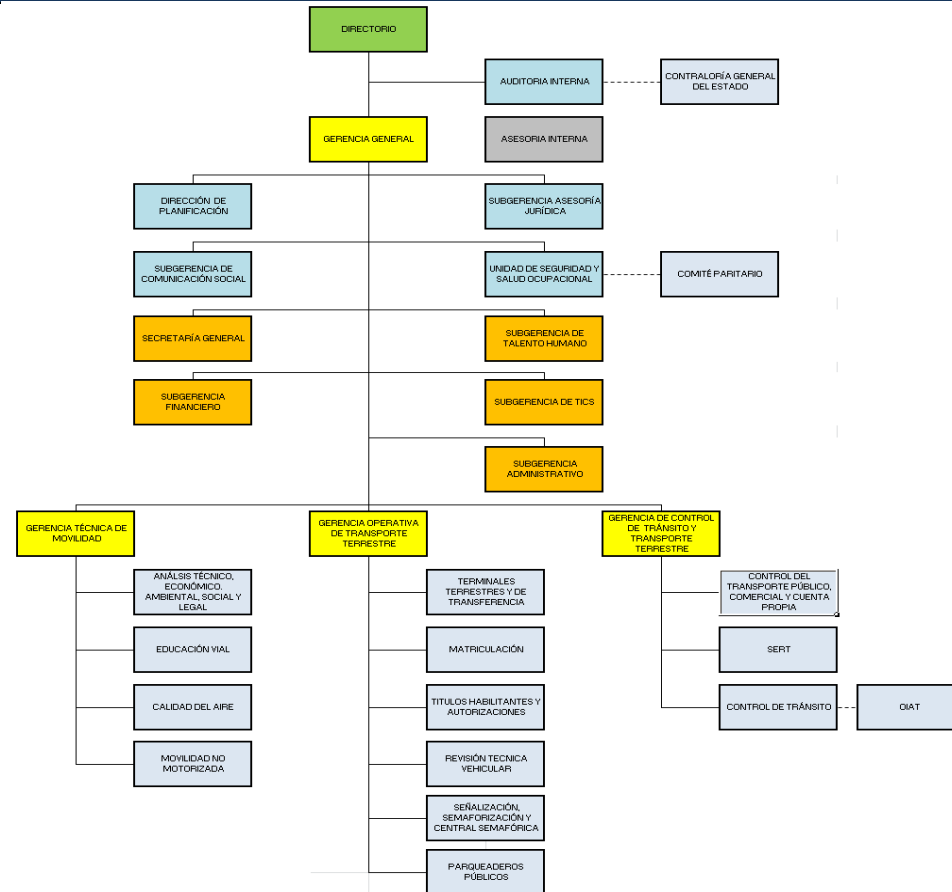 DIRECTORIO
AUDITORIA INTERNA
CONTRALORÍA GENERAL
DEL ESTADO
GERENCIA GENERAL
ASESORIA INTERNA
DIRECCIÓN DE
PLANIFICACIÓN
SUBGERENCIA ASESORÍA
JURÍDICA
SUBGERENCIA DE
COMUNICACIÓN SOCIAL
UNIDAD DE SEGURIDAD Y
SALUD OCUPACIONAL
COMITÉ PARITARIO
SECRETARÍA GENERAL
SUBGERENCIA DE
TALENTO HUMANO
SUBGERENCIA
FINANCIERO
SUBGERENCIA DE TICS
SUBGERENCIA
ADMINISTRATIVO
GERENCIA TÉCNICA DE
MOVILIDAD
GERENCIA OPERATIVA
DE TRANSPORTE
TERRESTRE
GERENCIA DE CONTROL
DE TRÁNSITO Y
TRANSPORTE
TERRESTRE
ANÁLSIS TÉCNICO,
ECONÓMICO.
AMBIENTAL, SOCIAL Y
LEGAL
TERMINALES
TERRESTRES Y DE
TRANSFERENCIA
CONTROL DEL
TRANSPORTE PÚBLICO,
COMERCIAL Y CUENTA
PROPIA
EDUCACIÓN VIAL
MATRICULACIÓN
SERT
CALIDAD DEL AIRE
TITULOS HABILITANTES Y
AUTORIZACIONES
CONTROL DE TRÁNSITO
OIAT
MOVILIDAD NO
MOTORIZADA
REVISIÓN TECNICA
VEHICULAR
SEÑALIZACIÓN,
SEMAFORIZACIÓN Y
CENTRAL SEMAFÓRICA
PARQUEADEROS
PÚBLICOS